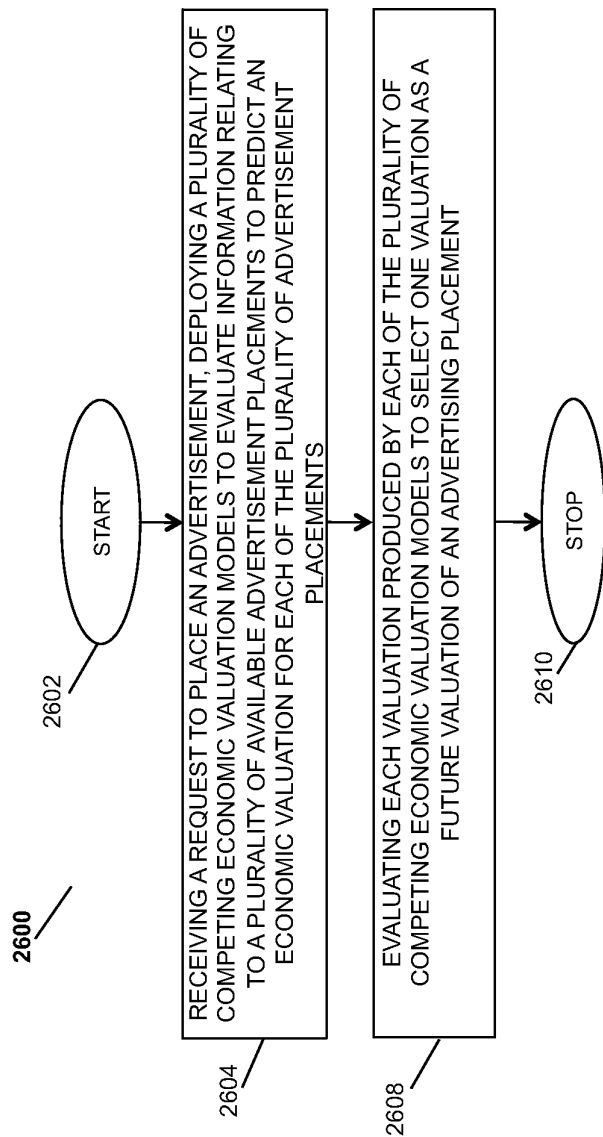 2600
START
2602
RECEIVING A REQUEST TO PLACE AN ADVERTISEMENT, DEPLOYING A PLURALITY OF
COMPETING ECONOMIC VALUATION MODELS TO EVALUATE INFORMATION RELATING
TO A PLURALITY OF AVAILABLE ADVERTISEMENT PLACEMENTS TO PREDICT AN
ECONOMIC VALUATION FOR EACH OF THE PLURALITY OF ADVERTISEMENT
PLACEMENTS
2604
EVALUATING EACH VALUATION PRODUCED BY EACH OF THE PLURALITY OF
COMPETING ECONOMIC VALUATION MODELS TO SELECT ONE VALUATION AS A
FUTURE VALUATION OF AN ADVERTISING PLACEMENT
2608
STOP
2610